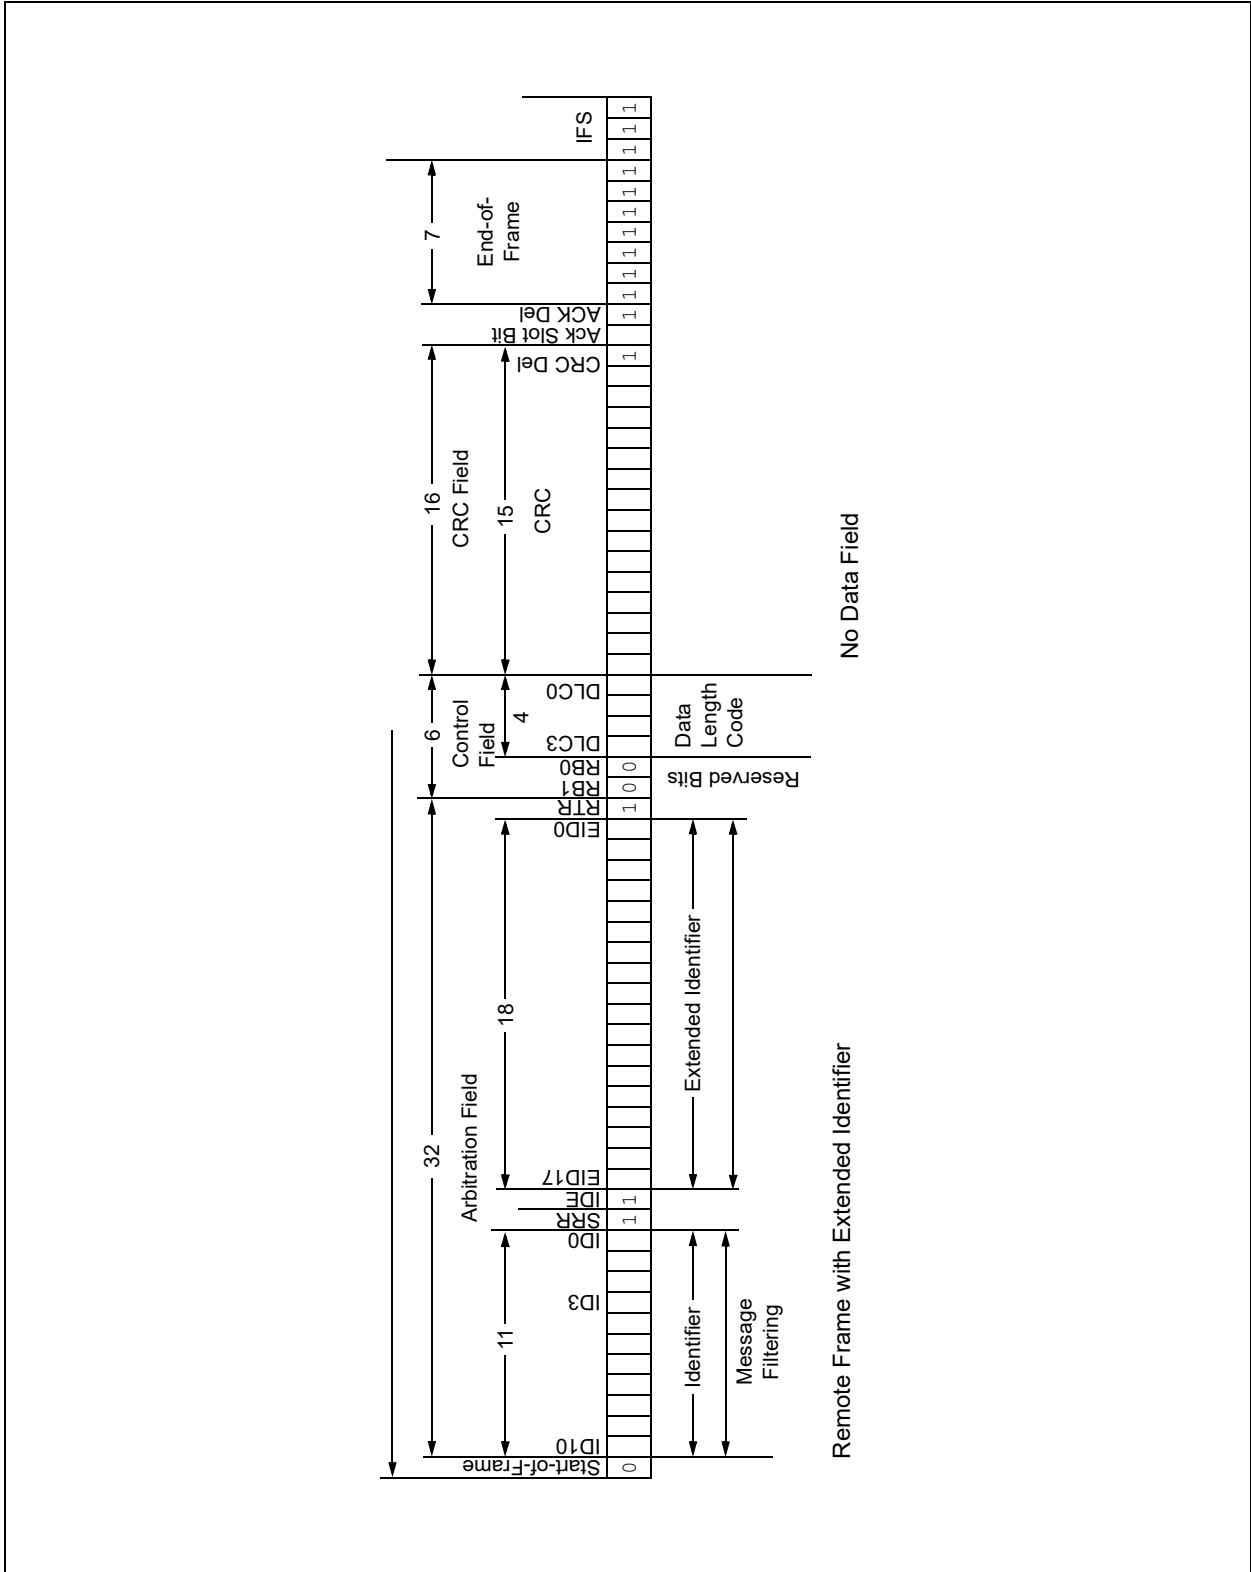 32
6
16
7
Arbitration Field
Control
Field
CRC Field
End-of-
Frame
IFS
11
18
4
15
CRC
Start-of-Frame
ID10
ID3
ID0
SRR
IDE
EID17
EID0
RTR
RB1
RB0
DLC3
DLC0
CRC Del
Ack Slot Bit
ACK Del
0
1
1
1
0
0
1
1
1
1
1
1
1
1
1
1
1
1
Identifier
Extended Identifier
Reserved Bits
Data
Length
Code
Message
Filtering
Remote Frame with Extended Identifier
No Data Field